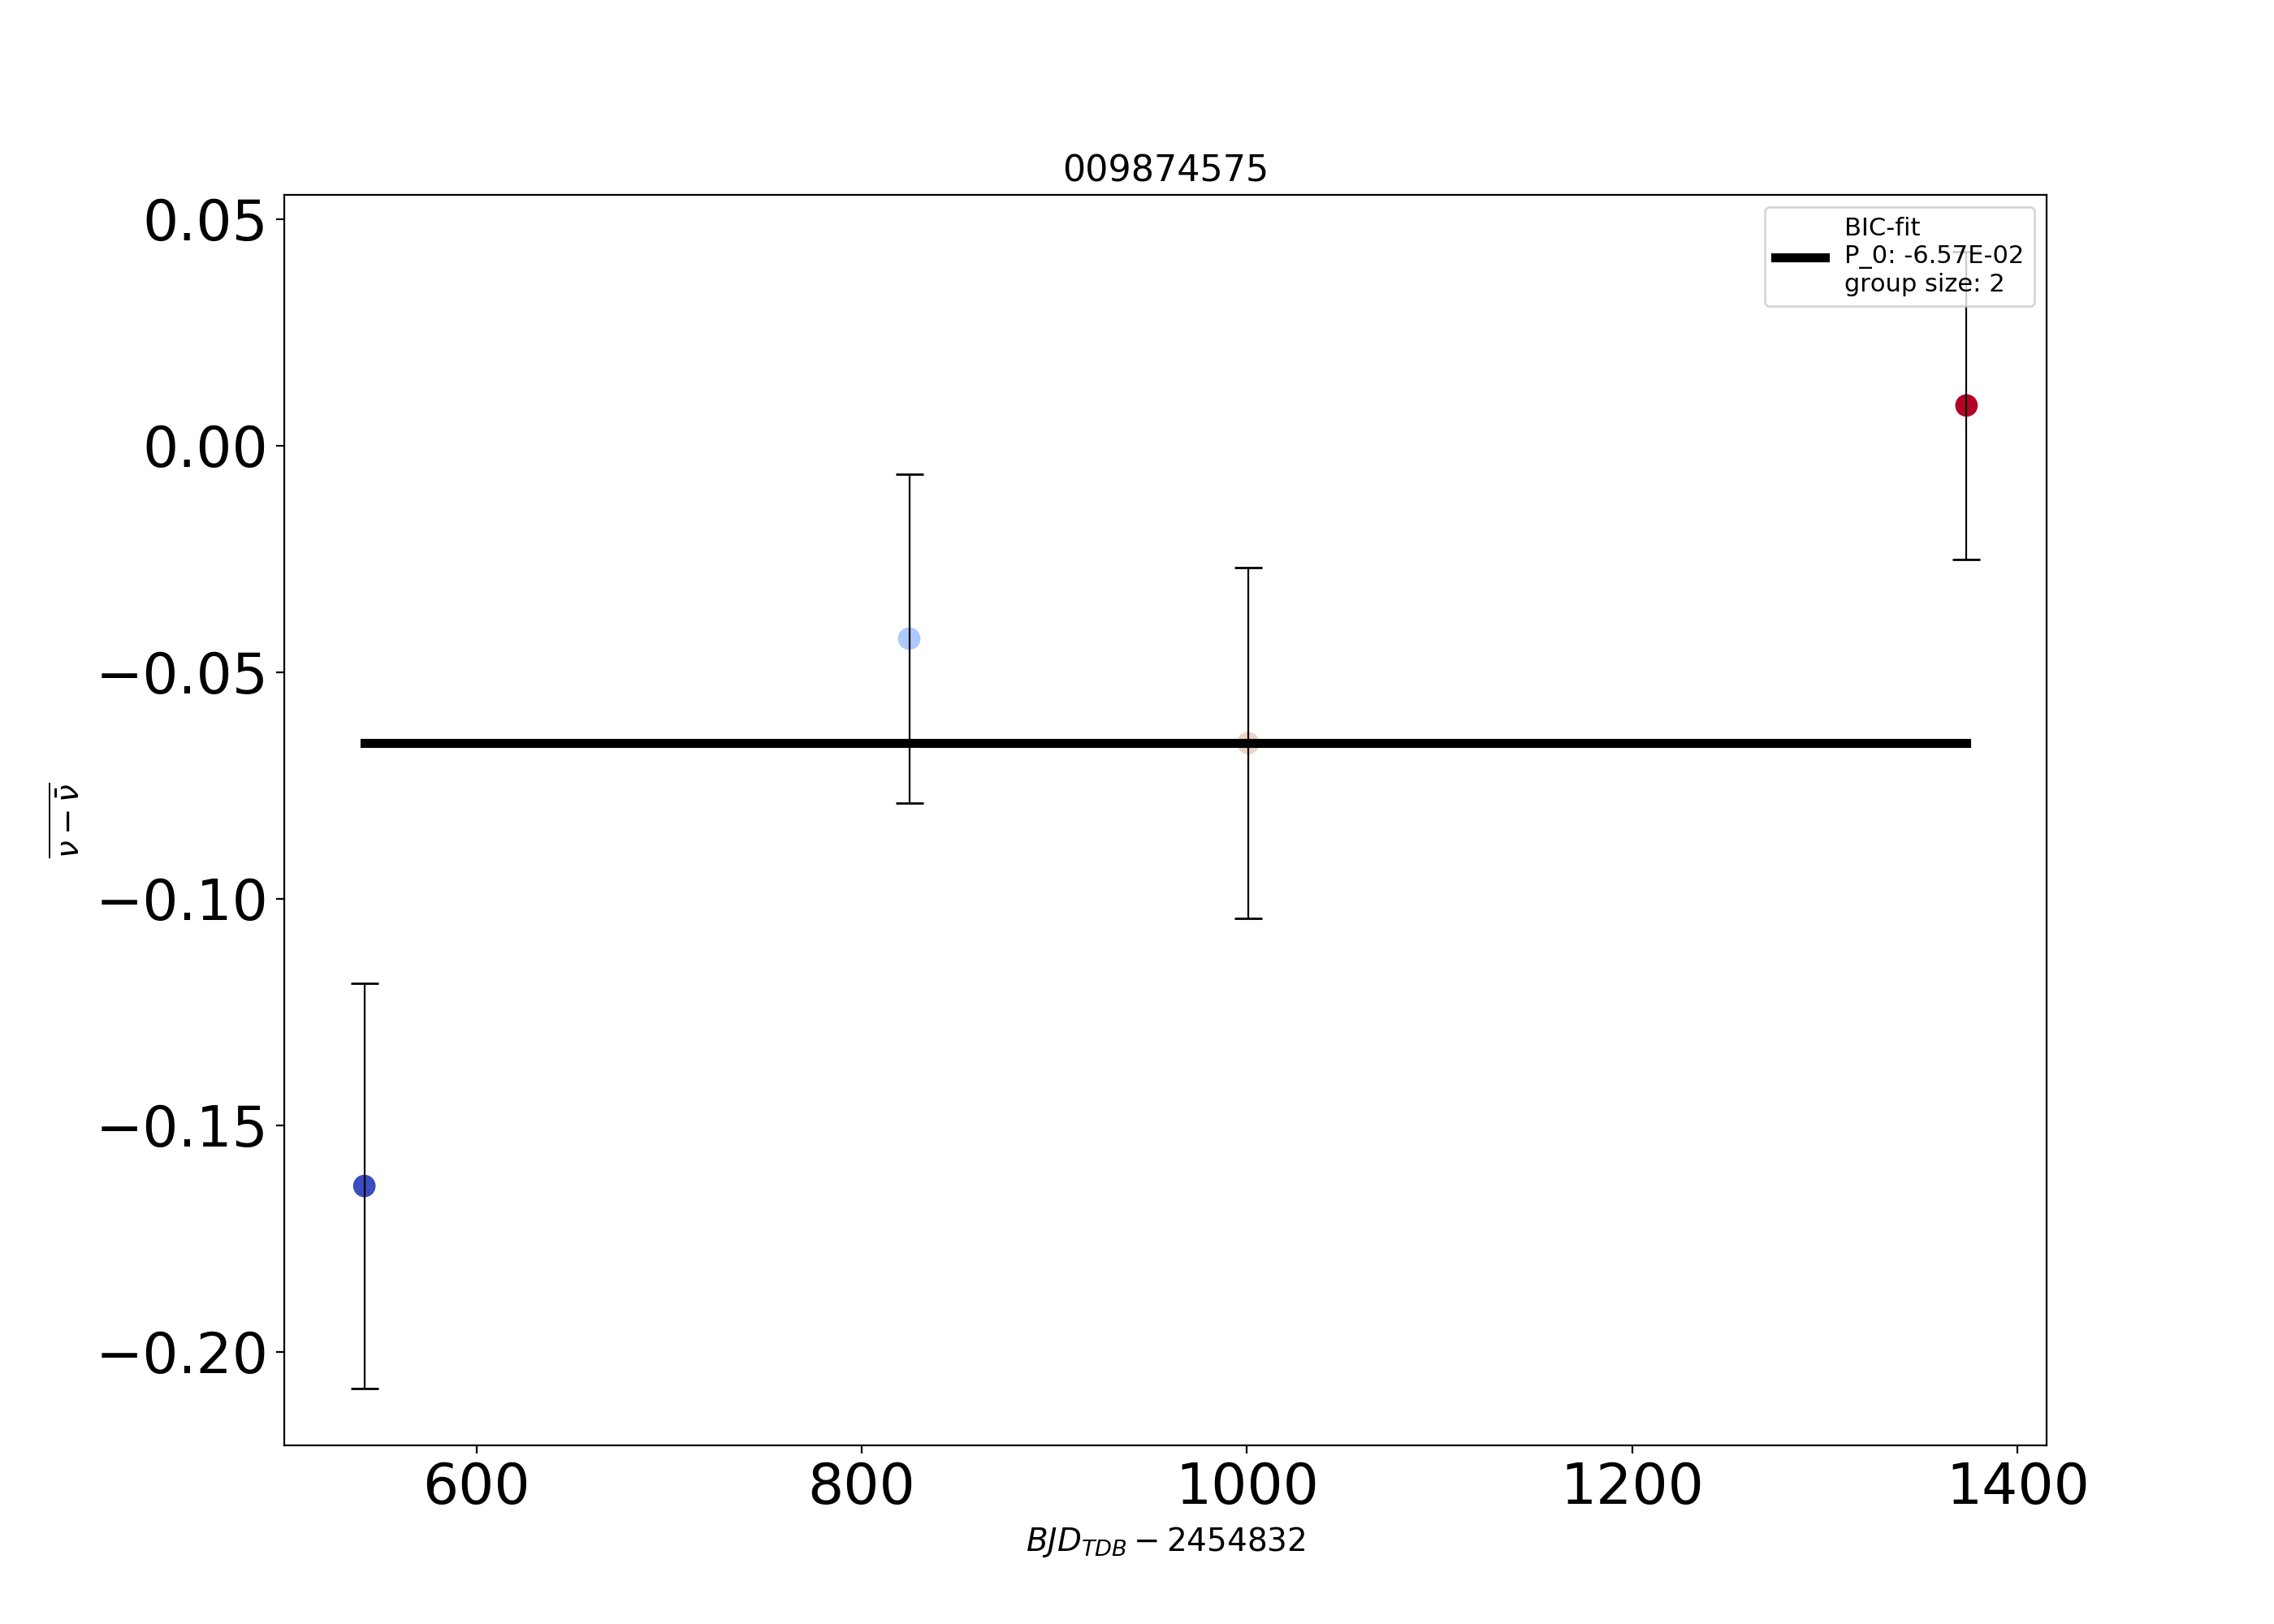 009874575
BIC-fit
P_0: -6.57E-02
group size: 2
0.05
0.00
−0.05
−0.10
−0.15
−0.20
ν − ν̄
600 800 1000 1200 1400
BJD_TDB − 2454832